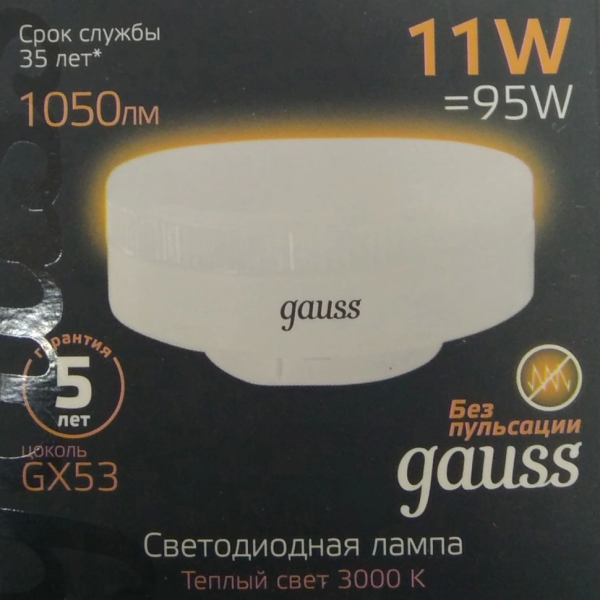 Срок службы
35 лет*
1050лм
11W
=95W
gauss
гарантия
5
лет
цоколь
GX53
Без
пульсации
gauss
Светодиодная лампа
Теплый свет 3000 К